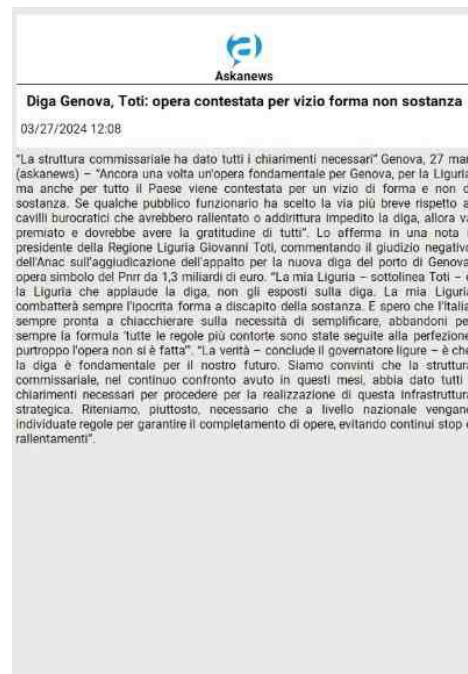 a
Askanews
Diga Genova, Toti: opera contestata per vizio forma non sostanza
03/27/2024 12:08
"La struttura commissariale ha dato tutti i chiarimenti necessari" Genova, 27 mar
(askanews) – "Ancora una volta un'opera fondamentale per Genova, per la Liguria
ma anche per tutto il Paese viene contestata per un vizio di forma e non d
sostanza. Se qualche pubblico funzionario ha scelto la via più breve rispetto a
cavilli burocratici che avrebbero rallentato o addirittura impedito la diga, allora va
premiato e dovrebbe avere la gratitudine di tutti". Lo afferma in una nota i
presidente della Regione Liguria Giovanni Toti, commentando il giudizio negativo
dell'Anac sull'aggiudicazione dell'appalto per la nuova diga del porto di Genova
opera simbolo del Pnrr da 1,3 miliardi di euro. "La mia Liguria – sottolinea Toti – è
la Liguria che applaude la diga, non gli esposti sulla diga. La mia Liguria
combatterà sempre l'ipocrita forma a discapito della sostanza. E spero che l'Italia
sempre pronta a chiacchierare sulla necessità di semplificare, abbandoni pe
sempre la formula 'tutte le regole più contorte sono state seguite alla perfezione
purtroppo l'opera non si è fatta". "La verità – conclude il governatore ligure – è che
la diga è fondamentale per il nostro futuro. Siamo convinti che la struttura
commissariale, nel continuo confronto avuto in questi mesi, abbia dato tutti
chiarimenti necessari per procedere per la realizzazione di questa infrastruttura
strategica. Riteniamo, piuttosto, necessario che a livello nazionale vengano
individuate regole per garantire il completamento di opere, evitando continui stop e
rallentamenti".